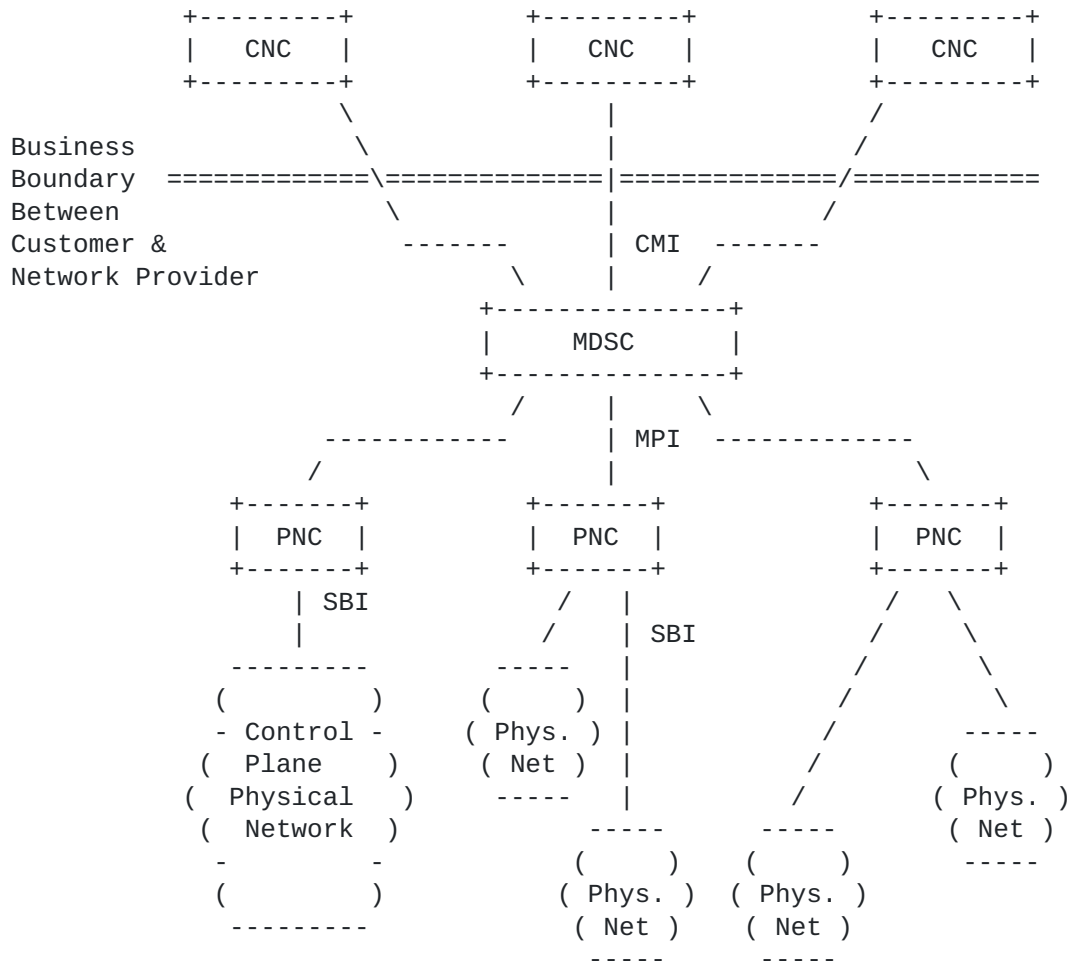 CNC CNC CNC
Business
Boundary
Between
Customer & CMI
Network Provider
MDSC
MPI
PNC PNC PNC
SBI
SBI
Control Phys.
Plane Net
Physical Phys.
Network Net
Phys. Phys.
Net Net